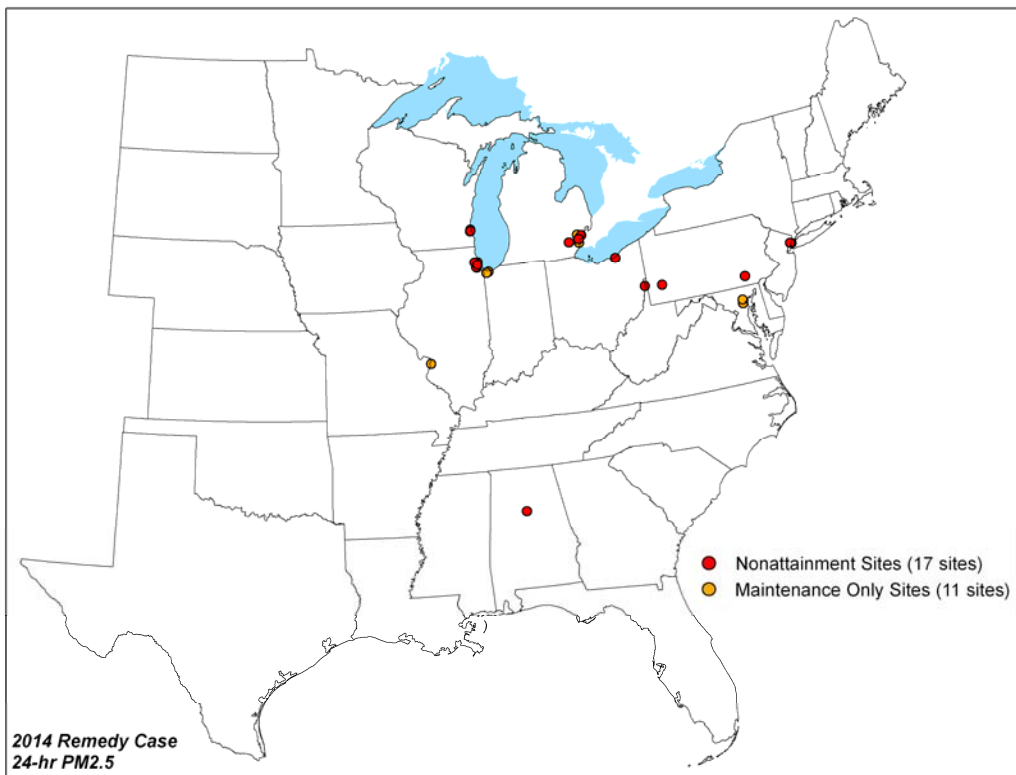 Nonattainment Sites (17 sites)
Maintenance Only Sites (11 sites)
2014 Remedy Case
24-hr PM2.5